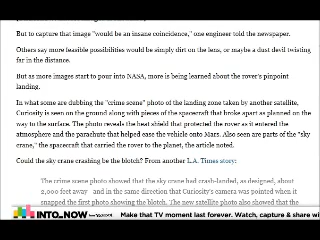 But to capture that image "would be an insane coincidence," one engineer told the newspaper.
Others say more feasible possibilities would be simply dirt on the lens, or maybe a dust devil twisting
far in the distance.
But as more images start to pour into NASA, more is being learned about the rover's pinpoint
landing.
In what some are dubbing the "crime scene" photo of the landing zone taken by another satellite,
Curiosity is seen on the ground along with pieces of the spacecraft that broke apart as planned on
the way to the surface. The photo reveals the heat shield that protected the rover as it entered the
atmosphere and the parachute that helped ease the vehicle onto Mars. Also seen are parts of the "sky
crane," the spacecraft that carried the rover to the planet, the article noted.
Could the sky crane crashing be the blotch? From another L.A. Times story:
The crime scene photo showed that the sky crane had crash-landed, as designed, about
2,000 feet away and in the same direction that Curiosity's camera was pointed when it
snapped the first photo showing the blotch. The new satellite photo also showed that the
INTO_NOW FROM YAHOO! Make that TV moment last forever. Watch, capture & share wi